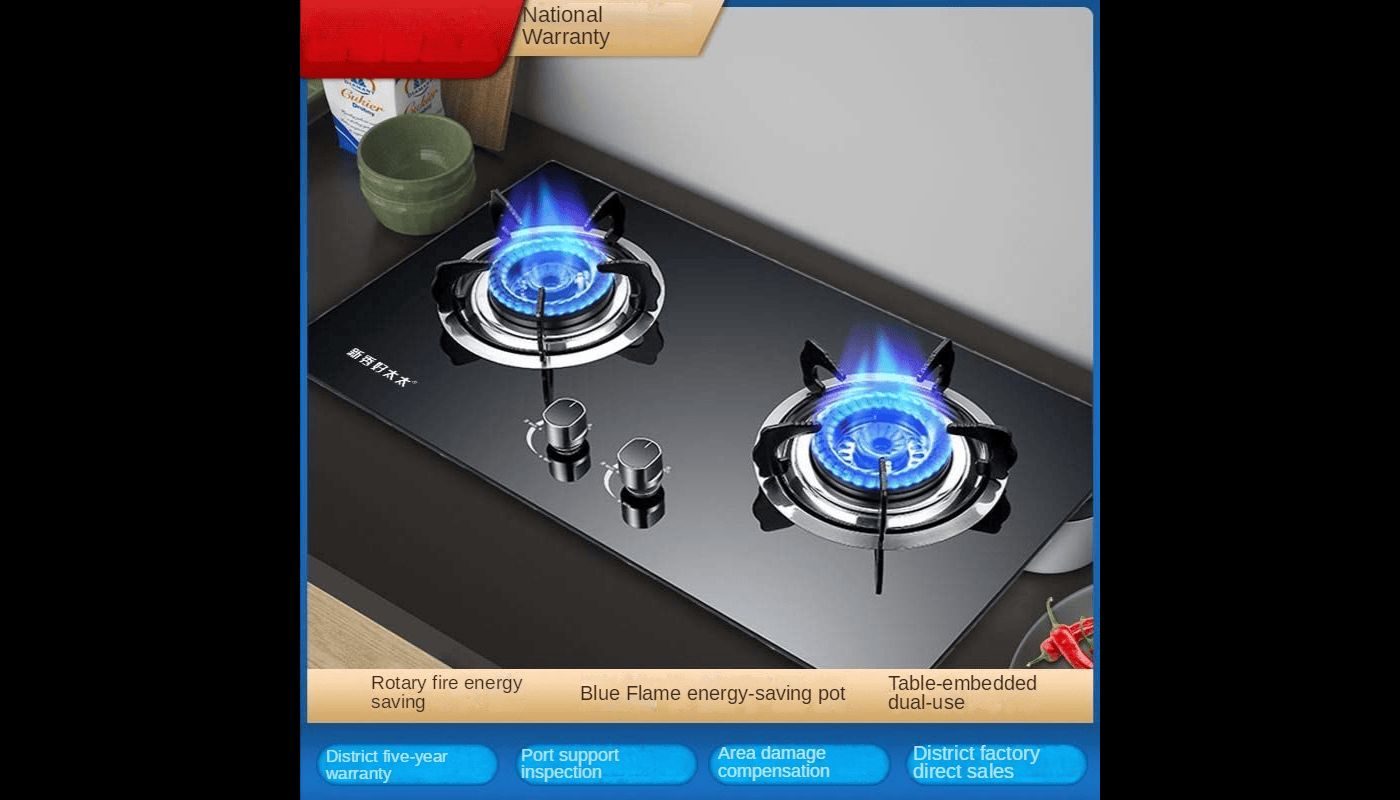 National
Warranty
Cukier
新秀好太太
Rotary fire energy
saving
Blue Flame energy-saving pot
Table-embedded
dual-use
District five-year
warranty
Port support
inspection
Area damage
compensation
District factory
direct sales